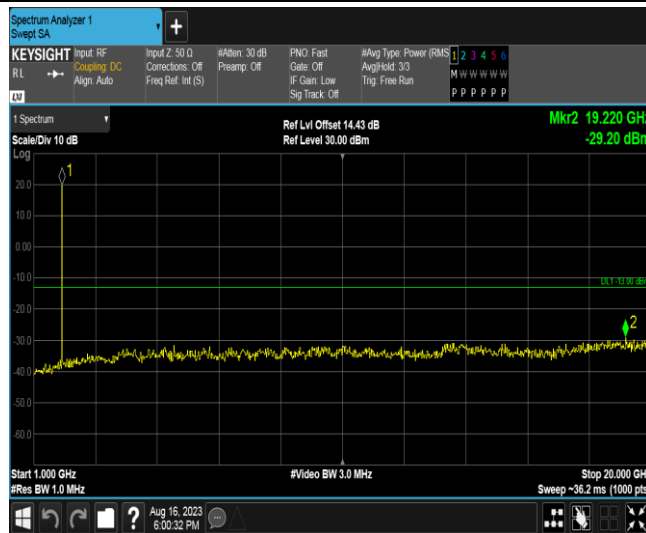 Spectrum Analyzer 1
Swept SA
+
KEYSIGHT
RL
LXI
Input: RF
Coupling: DC
Align: Auto
Input Z: 50 Ω
Corrections: Off
Freq Ref: Int (S)
#Atten: 30 dB
Preamp: Off
PNO: Fast
Gate: Off
IF Gain: Low
Sig Track: Off
#Avg Type: Power (RMS
Avg|Hold: 3/3
Trig: Free Run
1 2 3 4 5 6
M W W W W W
P P P P P P
1 Spectrum
Scale/Div 10 dB
Log
Ref Lvl Offset 14.43 dB
Ref Level 30.00 dBm
Mkr2 19.220 GHz
-29.20 dBm
1
20.0
10.0
0.00
-10.0
DL1 -13.00 dBm
-20.0
2
-30.0
-40.0
-50.0
-60.0
Start 1.000 GHz
#Video BW 3.0 MHz
Stop 20.000 GHz
#Res BW 1.0 MHz
Sweep ~36.2 ms (1000 pts)
?
Aug 16, 2023
6:00:32 PM